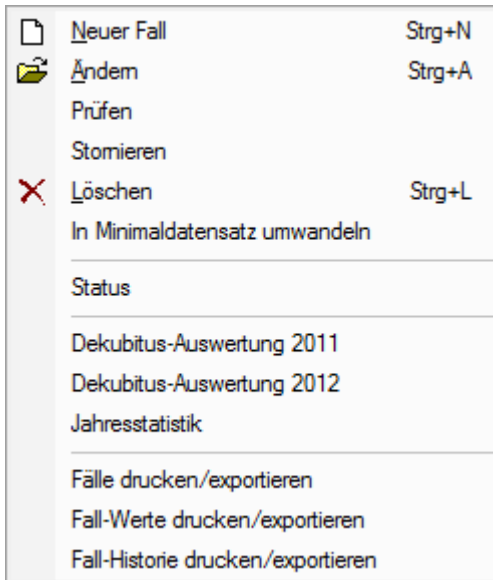 Neuer Fall Strg+N
Ändern Strg+A
Prüfen
Stornieren
Löschen Strg+L
In Minimaldatensatz umwandeln
Status
Dekubitus-Auswertung 2011
Dekubitus-Auswertung 2012
Jahresstatistik
Fälle drucken/exportieren
Fall-Werte drucken/exportieren
Fall-Historie drucken/exportieren